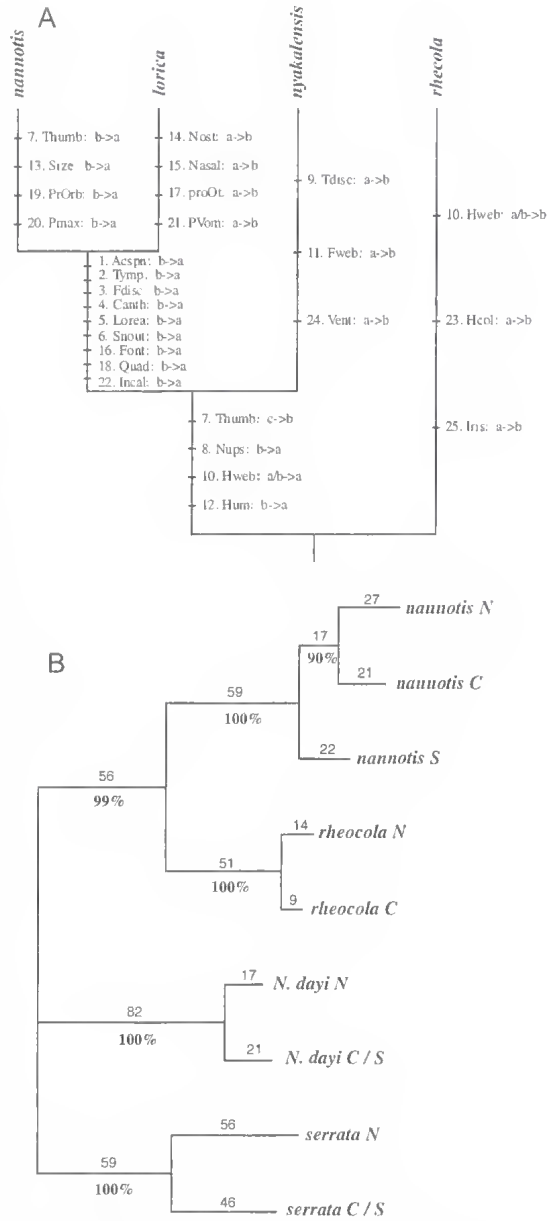 A
nannotis
lorica
nyakalensis
rhecola
7. Thumb: b->a
13. Size b->a
19. PrOrb: b->a
20. Pmax: b->a
14. Nost: a->b
15. Nasal: a->b
17. proOt. a->b
21. PVom: a->b
9. Tdisc: a->b
11. Fweb: a->b
24. Vent: a->b
10. Hweb: a/b->b
23. Hcol: a->b
25. Iris: a->b
1. Acspn: b->a
2. Tymp. b->a
3. Fdisc b->a
4. Canth: b->a
5. Lorea: b->a
6. Snout: b->a
16. Font: b->a
18. Quad: b->a
22. Incal: b->a
7. Thumb: c->b
8. Nups: b->a
10. Hweb: a/b->a
12. Hum: b->a
B
27
nannotis N
17
90%
21
nannotis C
59
100%
22
nannotis S
56
99%
14
rheocola N
51
100%
9
rheocola C
17
N. dayi N
82
100%
21
N. dayi C / S
56
serrata N
59
100%
46
serrata C / S